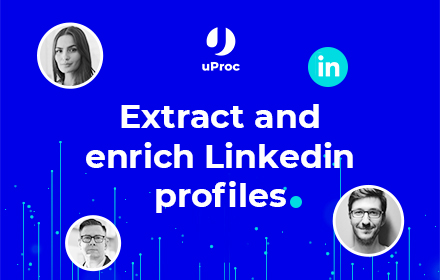 uProc
in
Extract and
enrich Linkedin
profiles.